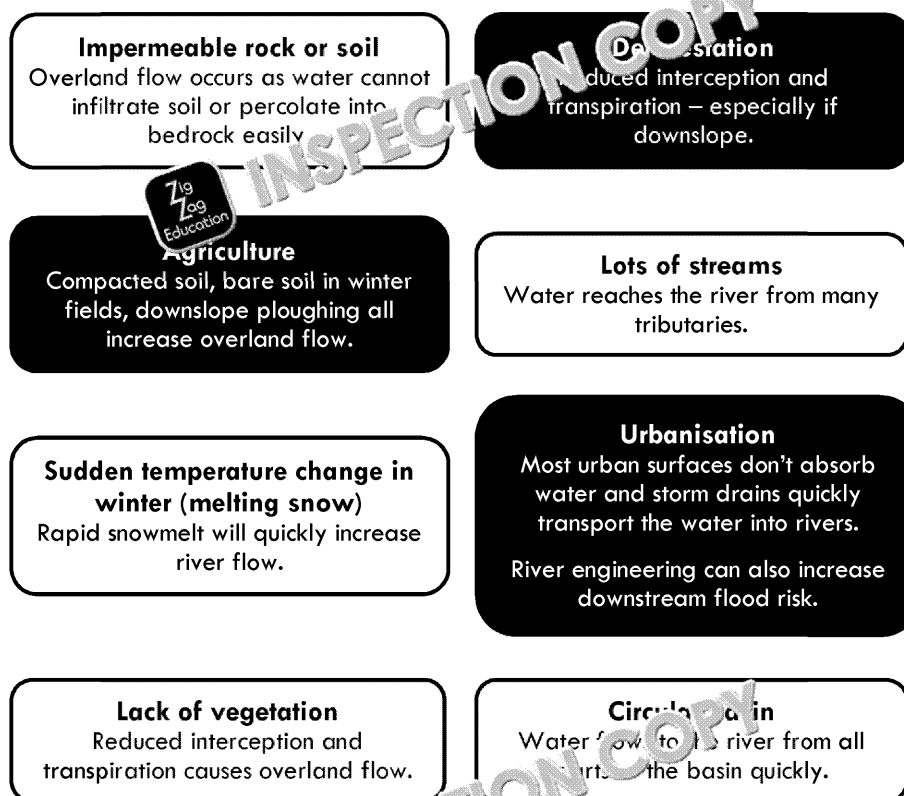 Impermeable rock or soil
Overland flow occurs as water cannot
infiltrate soil or percolate into
bedrock easily
INSPECTION COPY
Zig
Zag
Education
reduced interception and
transpiration – especially if
downslope.
Agriculture
Compacted soil, bare soil in winter
fields, downslope ploughing all
increase overland flow.
Lots of streams
Water reaches the river from many
tributaries.
Sudden temperature change in
winter (melting snow)
Rapid snowmelt will quickly increase
river flow.
Urbanisation
Most urban surfaces don't absorb
water and storm drains quickly
transport the water into rivers.
River engineering can also increase
downstream flood risk.
Lack of vegetation
Reduced interception and
transpiration causes overland flow.
Water river from all
the basin quickly.
COPY